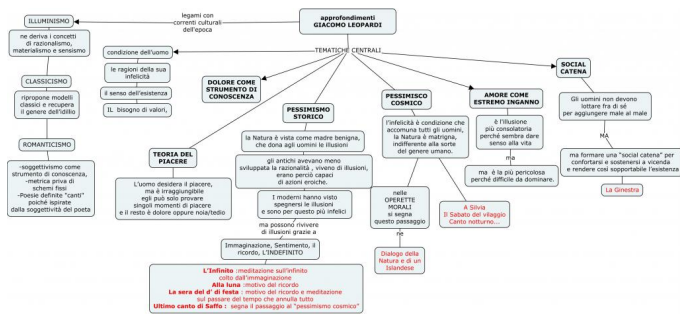 approfondimenti
GIACOMO LEOPARDI
legami con
correnti culturali
dell'epoca
ILLUMINISMO
ne deriva i concetti
di razionalismo,
materialismo e sensismo
CLASSICISMO
ripropone modelli
classici e recupera
il genere dell'idillio
ROMANTICISMO
-soggettivismo come
strumento di conoscenza,
-metrica priva di
schemi fissi
-Poesie definite "canti"
poiché ispirate
dalla soggettività del poeta
TEMATICHE CENTRALI
condizione dell'uomo
le ragioni della sua
infelicità
il senso dell'esistenza
IL bisogno di valori,
DOLORE COME
STRUMENTO DI
CONOSCENZA
TEORIA DEL
PIACERE
L'uomo desidera il piacere,
ma è irraggiungibile
egli può solo provare
singoli momenti di piacere
e il resto è dolore oppure noia/tedio
PESSIMISMO
STORICO
la Natura è vista come madre benigna,
che dona agli uomini le illusioni
gli antichi avevano meno
sviluppata la razionalità , vivendo di illusioni,
erano perciò capaci
di azioni eroiche.
I moderni hanno visto
spegnersi le illusioni
e sono per questo più infelici
ma possono rivivere
di illusioni grazie a
Immaginazione, Sentimento, il
ricordo, L'INDEFINITO
L'Infinito :meditazione sull'infinito
colto dall'immaginazione
Alla luna: motivo del ricordo
La sera del d' di festa : motivo del ricordo e meditazione
sul passare del tempo che annulla tutto
Ultimo canto di Saffo : segna il passaggio al "pessimismo cosmico"
PESSIMISCO
COSMICO
l'infelicità è condizione che
accomuna tutti gli uomini,
la Natura è matrigna,
indifferente alla sorte
del genere umano.
nelle
OPERETTE
MORALI
si segna
questo passaggio
ne
Dialogo della
Natura e di un
Islandese
A Silvia
Il Sabato del villaggio
Canto notturno...
AMORE COME
ESTREMO INGANNO
è l'Illusione
più consolatoria
perché sembra dare
senso alla vita
ma
ma è la più pericolosa
perché difficile da dominare.
SOCIAL
CATENA
Gli uomini non devono
lottare fra di sé
per aggiungere male al male
MA
ma formare una "social catena" per
confortarsi e sostenersi a vicenda
e rendere così sopportabile l'esistenza
La Ginestra